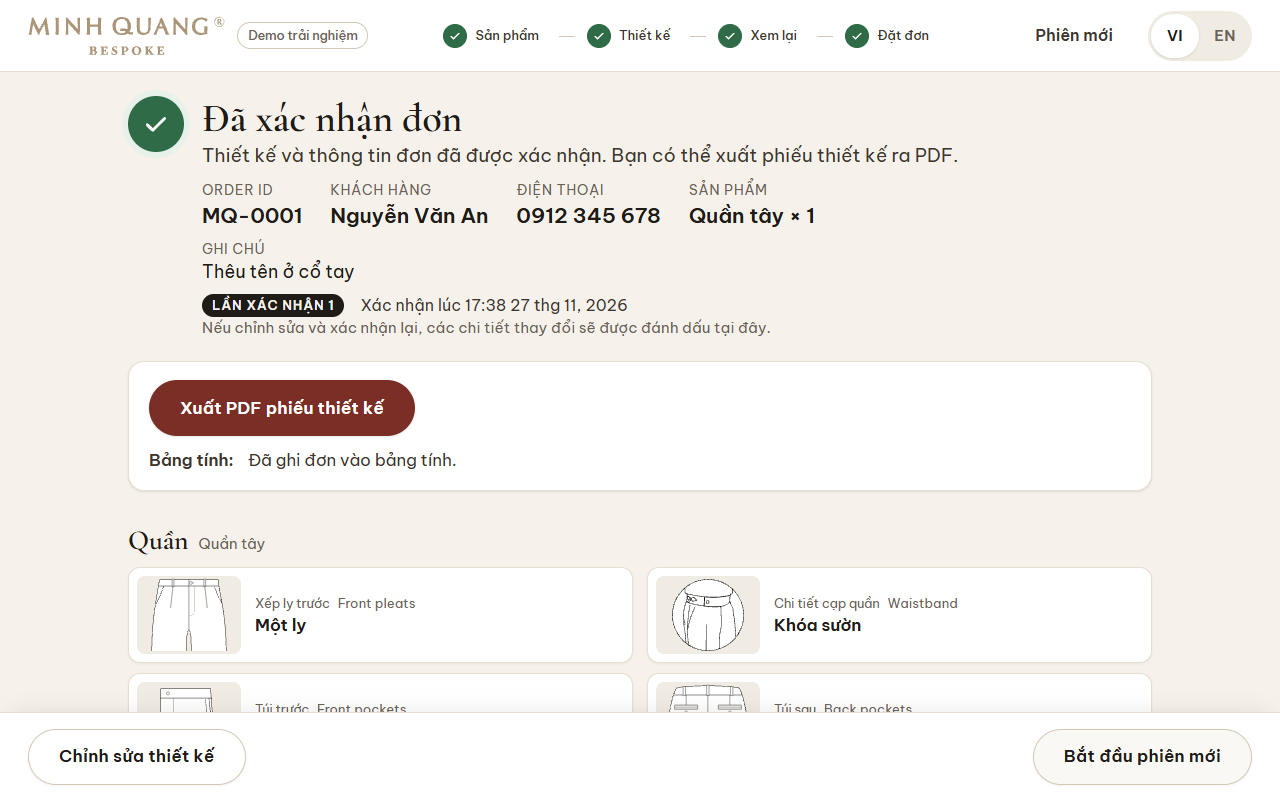 MINH QUANG®
BESPOKE
Demo trải nghiệm
Sản phẩm
Thiết kế
Xem lại
Đặt đơn
Phiên mới
VI
EN
Đã xác nhận đơn
Thiết kế và thông tin đơn đã được xác nhận. Bạn có thể xuất phiếu thiết kế ra PDF.
ORDER ID
KHÁCH HÀNG
ĐIỆN THOẠI
SẢN PHẨM
MQ-0001
Nguyễn Văn An
0912 345 678
Quần tây × 1
GHI CHÚ
Thêu tên ở cổ tay
LẦN XÁC NHẬN 1
Xác nhận lúc 17:38 27 thg 11, 2026
Nếu chỉnh sửa và xác nhận lại, các chi tiết thay đổi sẽ được đánh dấu tại đây.
Xuất PDF phiếu thiết kế
Bảng tính: Đã ghi đơn vào bảng tính.
Quần Quần tây
Xếp ly trước Front pleats
Một ly
Chi tiết cạp quần Waistband
Khóa sườn
Túi trước Front pockets
Túi sau Back pockets
Chỉnh sửa thiết kế
Bắt đầu phiên mới